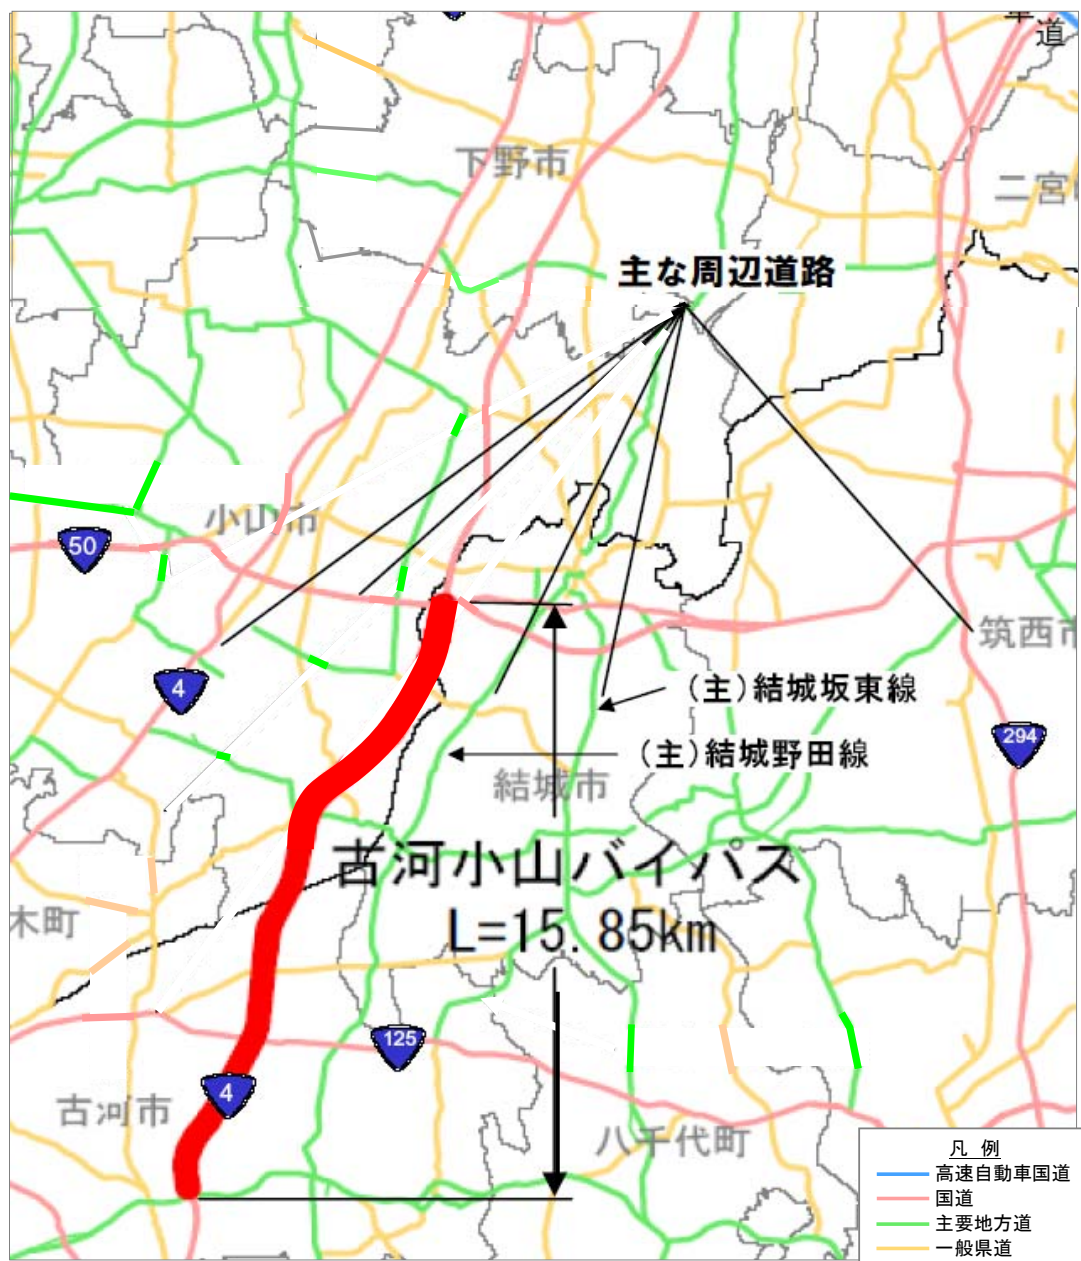 道
下野市
二宮
主な周辺道路
小山市
50
筑西市
4
(主)結城坂東線
294
(主)結城野田線
結城市
古河小山バイパス
木町
L=15.85km
125
4
古河市
八千代町
凡 例
高速自動車国道
国道
主要地方道
一般県道